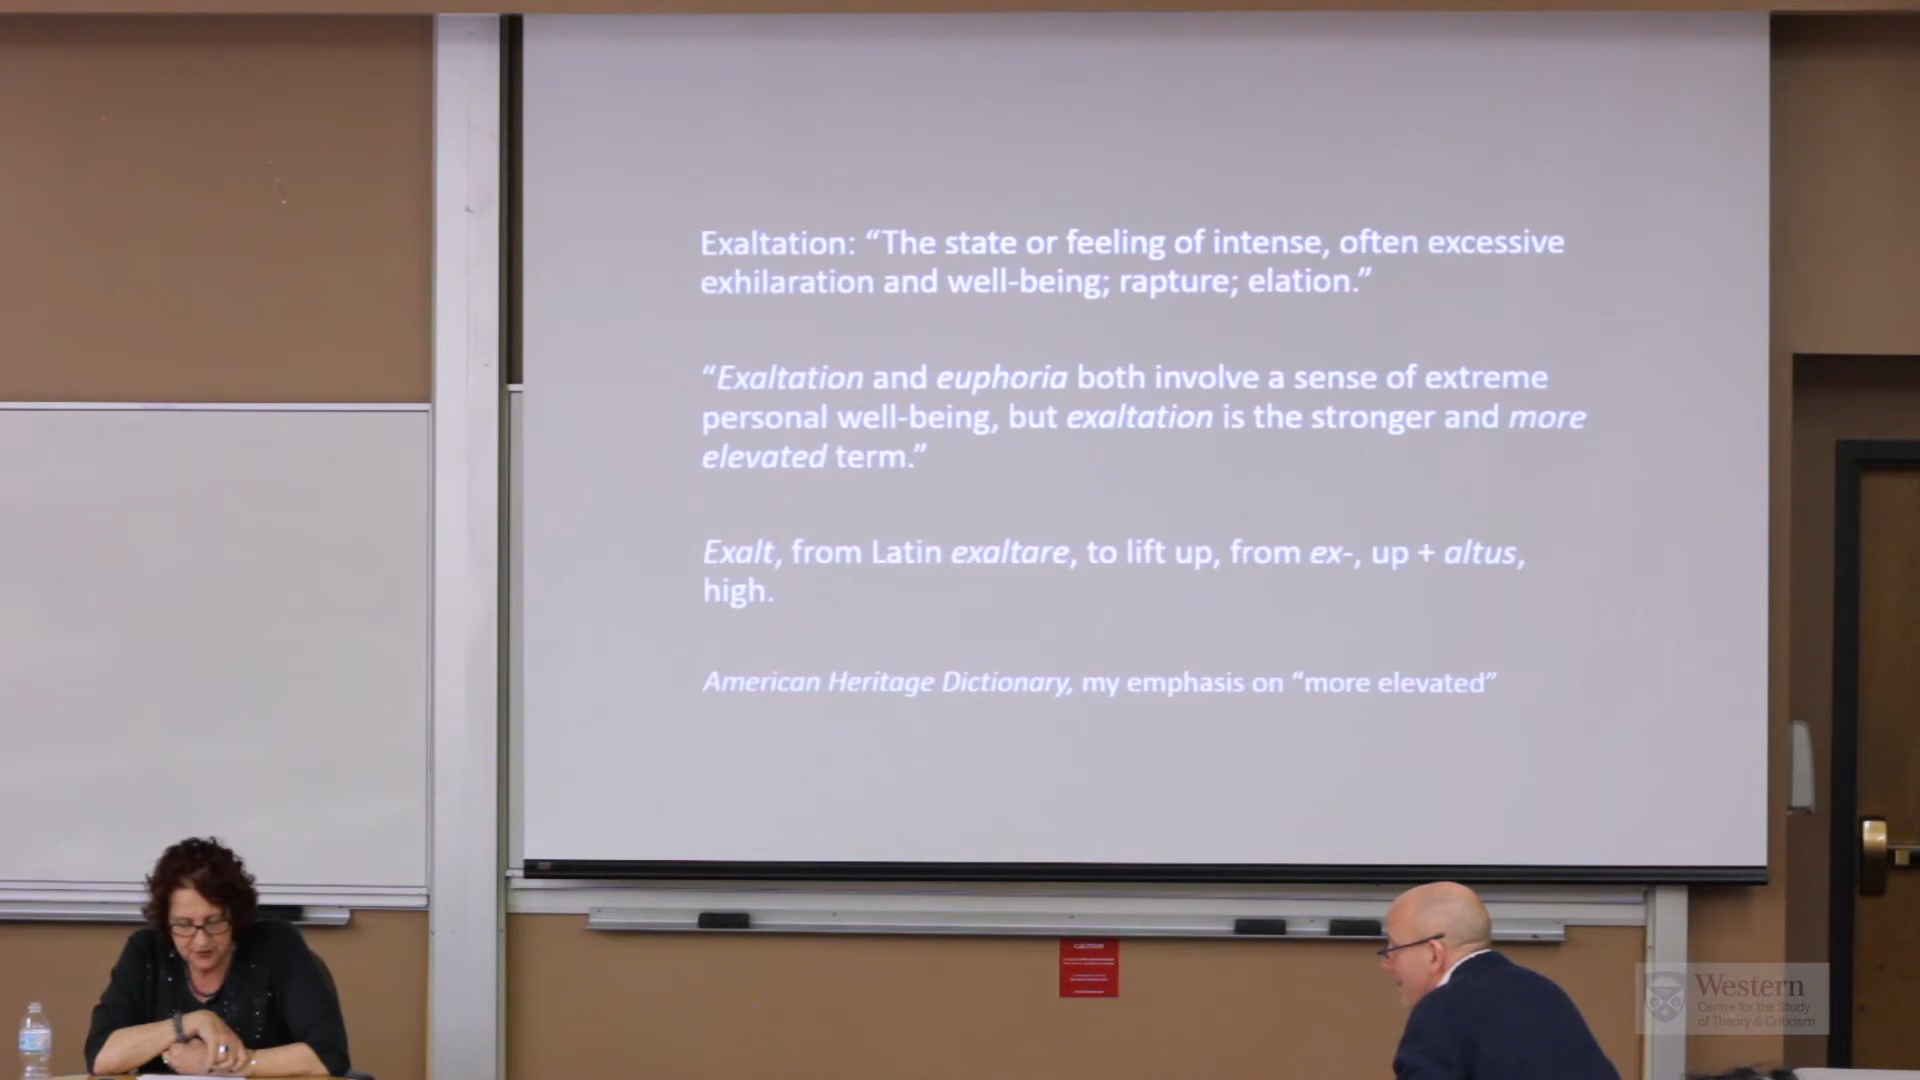 Exaltation: “The state or feeling of intense, often excessive
exhilaration and well-being; rapture; elation.”
“Exaltation and euphoria both involve a sense of extreme
personal well-being, but exaltation is the stronger and more
elevated term.”
Exalt, from Latin exaltare, to lift up, from ex-, up + altus,
high.
American Heritage Dictionary, my emphasis on “more elevated”
Western
Centre for the Study
of Theory & Criticism